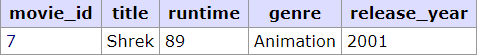 movie_id title runtime genre release_year
7 Shrek 89 Animation 2001